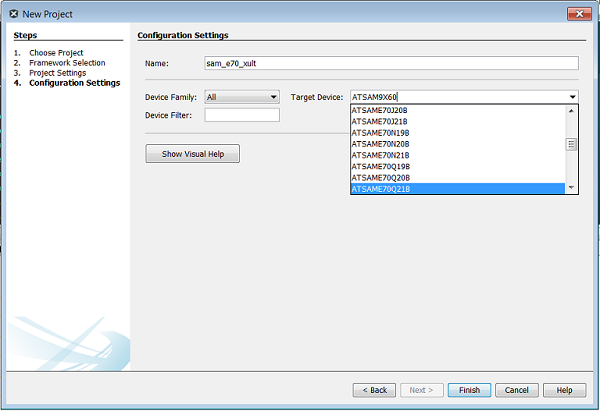 New Project
Steps
1. Choose Project
2. Framework Selection
3. Project Settings
4. Configuration Settings
Configuration Settings
Name: sam_e70_xult
Device Family: All Target Device: ATSAM9X60
Device Filter:
ATSAME70J20B
ATSAME70J21B
ATSAME70N19B
ATSAME70N20B
ATSAME70N21B
ATSAME70Q19B
ATSAME70Q20B
ATSAME70Q21B
Show Visual Help
< Back Next > Finish Cancel Help